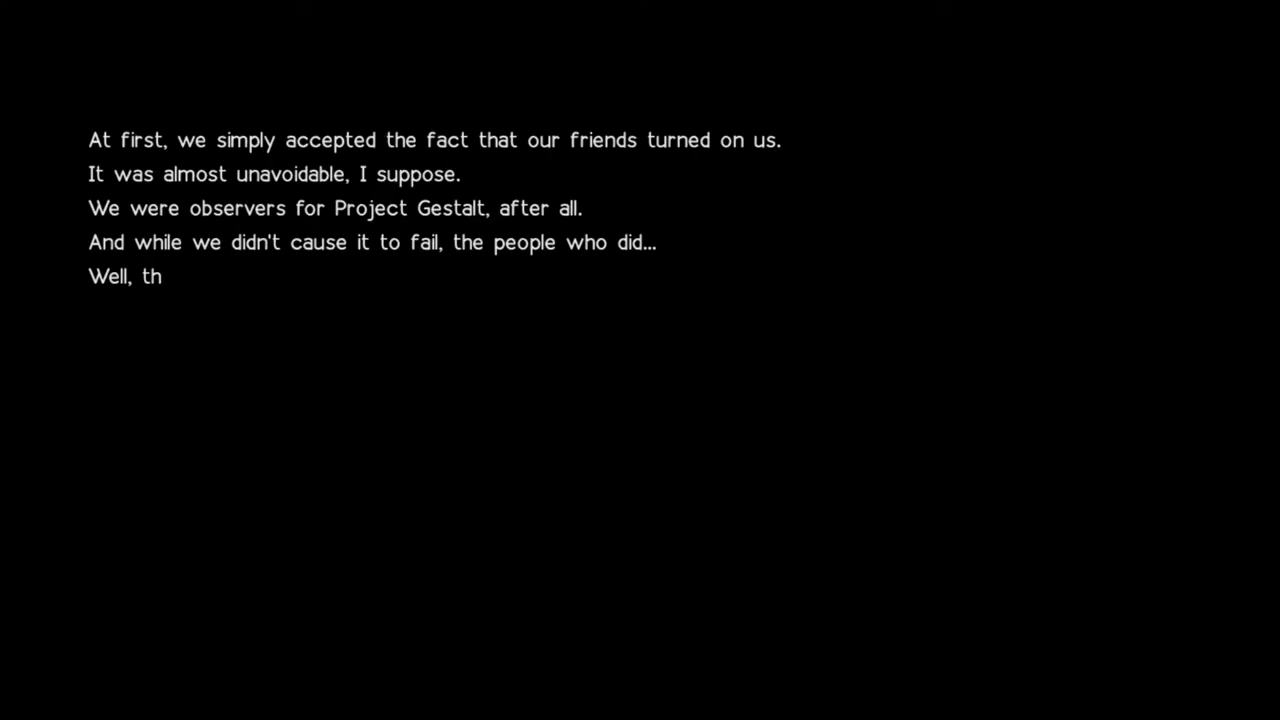 At first, we simply accepted the fact that our friends turned on us.
It was almost unavoidable, I suppose.
We were observers for Project Gestalt, after all.
And while we didn't cause it to fail, the people who did...
Well, th